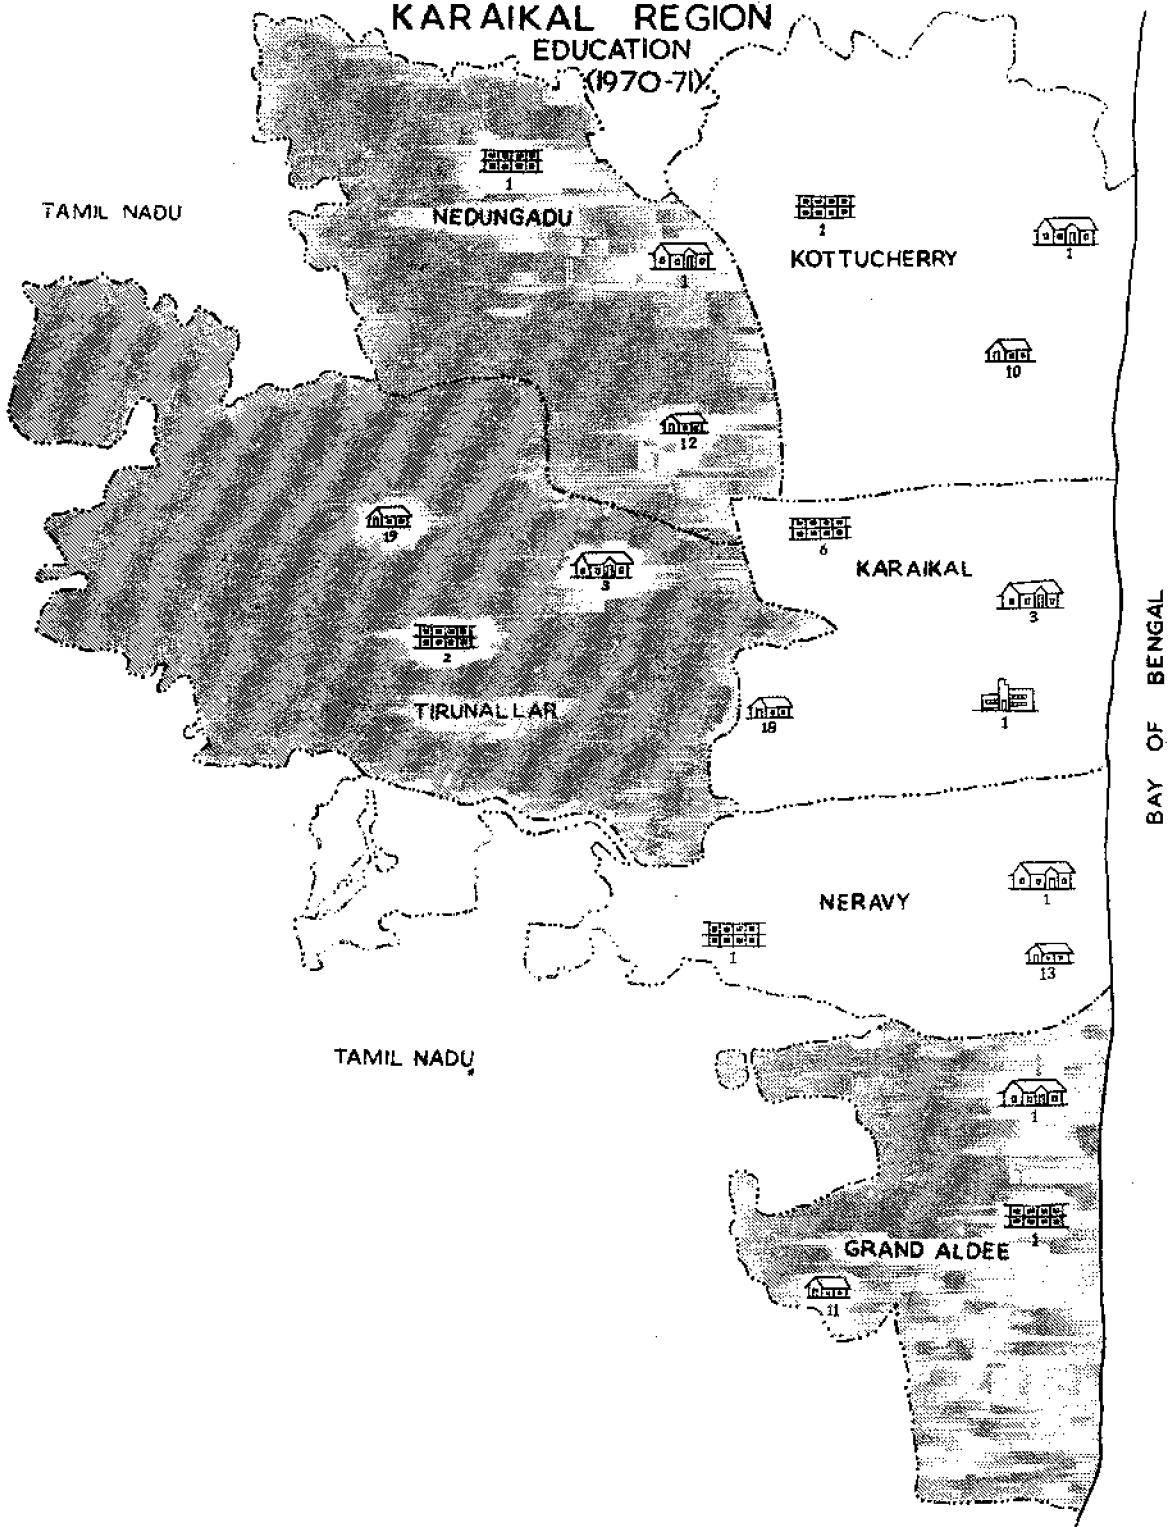 KARAIKAL REGION
EDUCATION
(1970-71)
1
TAMIL NADU
NEDUNGADU
1
KOTTUCHERRY
1
1
10
12
19
6
KARAIKAL
3
3
2
TIRUNALLAR
18
1
BAY OF BENGAL
NERAVY
1
1
13
TAMIL NADU
1
1
GRAND ALDEE
11